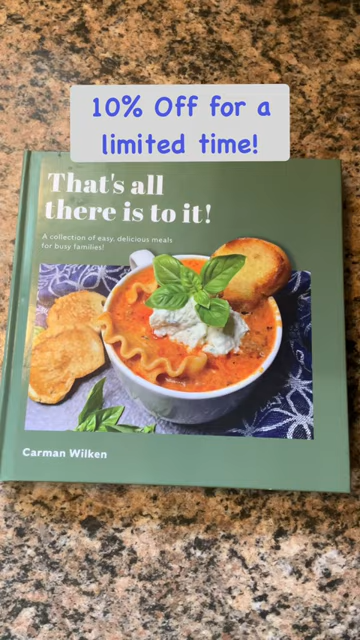 10% Off for a
limited time!
That's all
there is to it!
A collection of easy, delicious meals
for busy families!
Carman Wilken